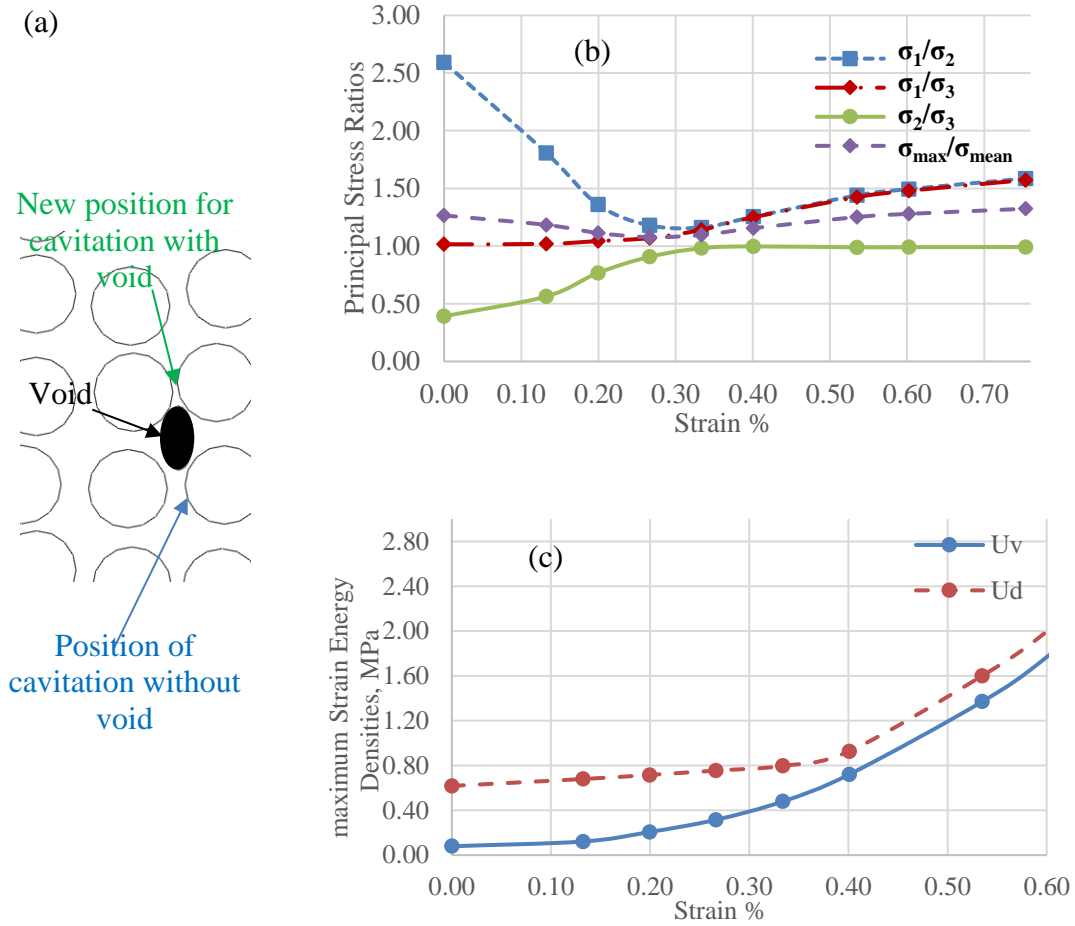 (a)
New position for
cavitation with
void
Void
Position of
cavitation without
void
(b)
Principal Stress Ratios
3.00
2.50
2.00
1.50
1.00
0.50
0.00
0.00 0.10 0.20 0.30 0.40 0.50 0.60 0.70
Strain %
σ1/σ2
σ1/σ3
σ2/σ3
σmax/σmean
(c)
maximum Strain Energy
Densities, MPa
2.80
2.40
2.00
1.60
1.20
0.80
0.40
0.00
0.00 0.10 0.20 0.30 0.40 0.50 0.60
Strain %
Uv
Ud